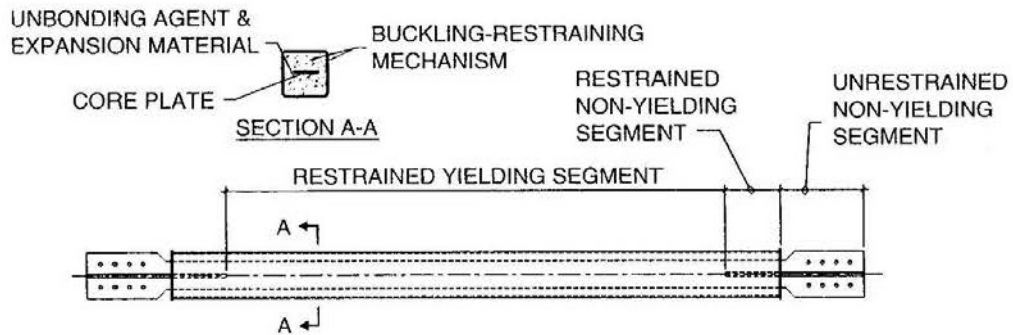 UNBONDING AGENT &
EXPANSION MATERIAL
BUCKLING-RESTRAINING
MECHANISM
CORE PLATE
SECTION A-A
RESTRAINED
NON-YIELDING
SEGMENT
UNRESTRAINED
NON-YIELDING
SEGMENT
RESTRAINED YIELDING SEGMENT
A
A